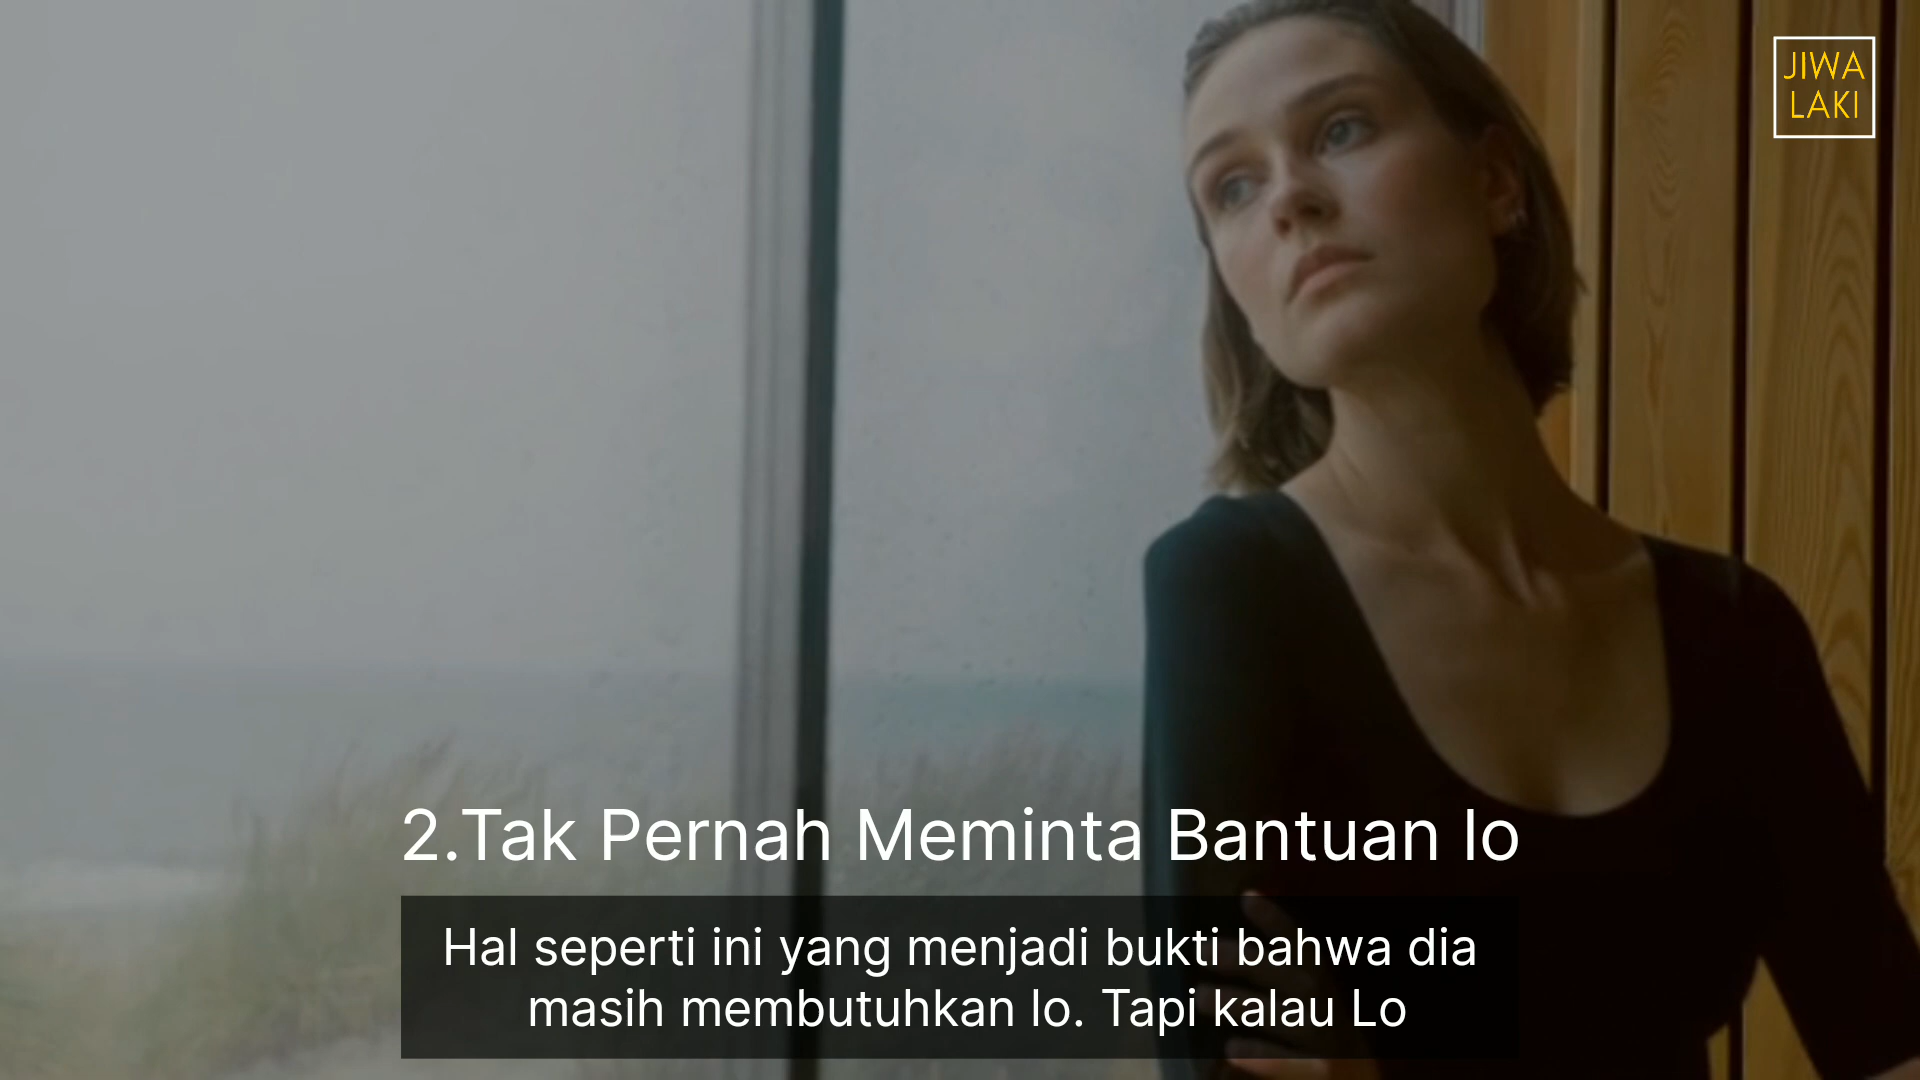 JIWA
LAKI
2.Tak Pernah Meminta Bantuan lo
Hal seperti ini yang menjadi bukti bahwa dia
masih membutuhkan lo. Tapi kalau Lo